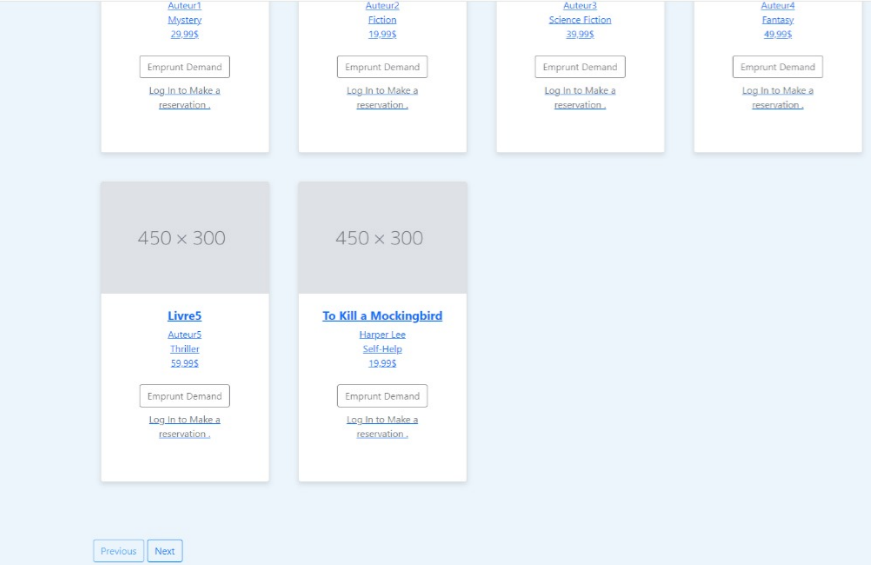 Auteur1
Mystery
29,99$
Emprunt Demand
Log In to Make a
reservation .
Auteur2
Fiction
19,99$
Emprunt Demand
Log In to Make a
reservation .
Auteur3
Science Fiction
39,99$
Emprunt Demand
Log In to Make a
reservation .
Auteur4
Fantasy
49,99$
Emprunt Demand
Log In to Make a
reservation .
450 × 300
Livre5
Auteur5
Thriller
59,99$
Emprunt Demand
Log In to Make a
reservation .
450 × 300
To Kill a Mockingbird
Harper Lee
Self-Help
19,99$
Emprunt Demand
Log In to Make a
reservation .
Previous
Next